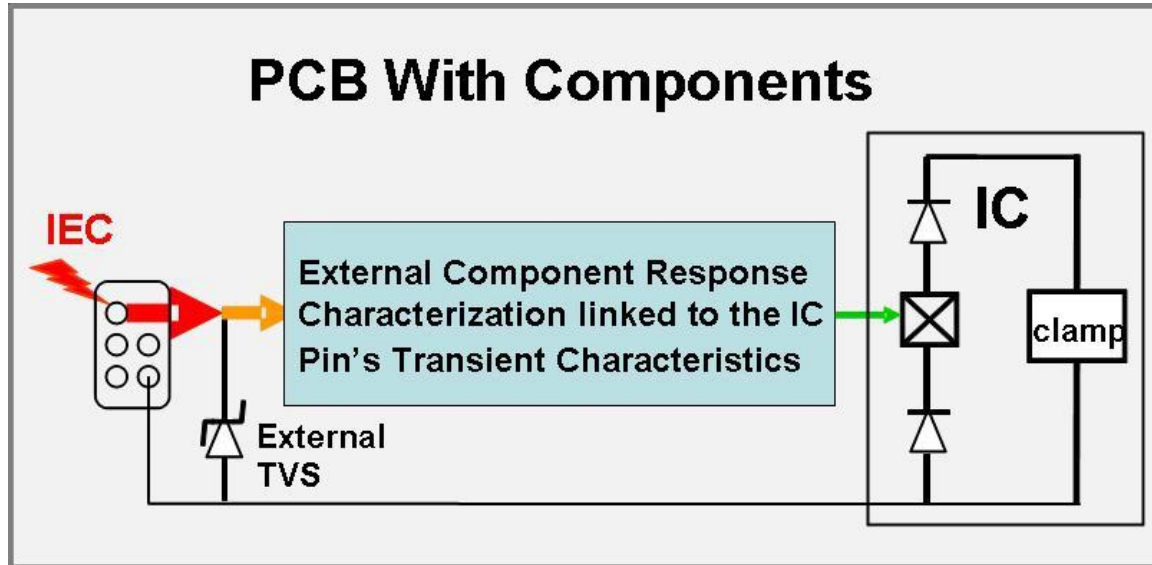 PCB With Components
IEC
External Component Response
Characterization linked to the IC
Pin's Transient Characteristics
IC
clamp
External
TVS